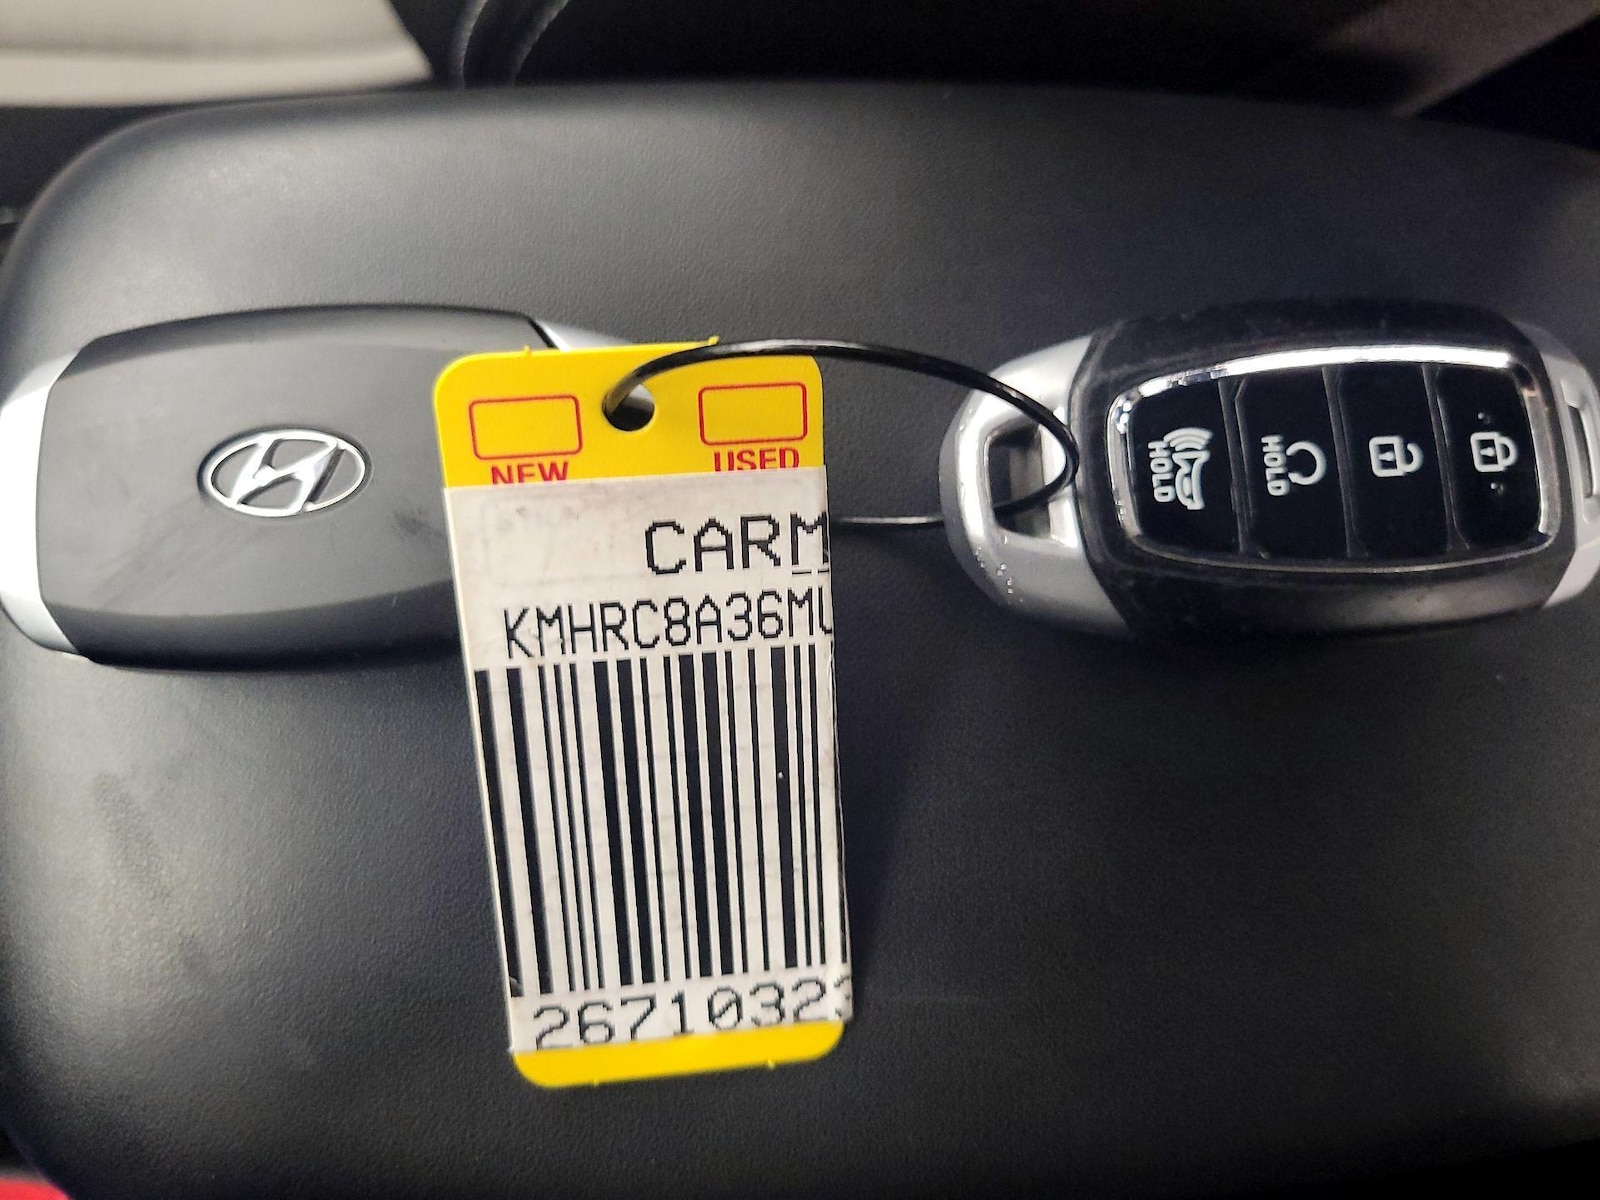 NEW
USED
CARM
KMHRC8A36MU
2671032
HOLD
HOLD